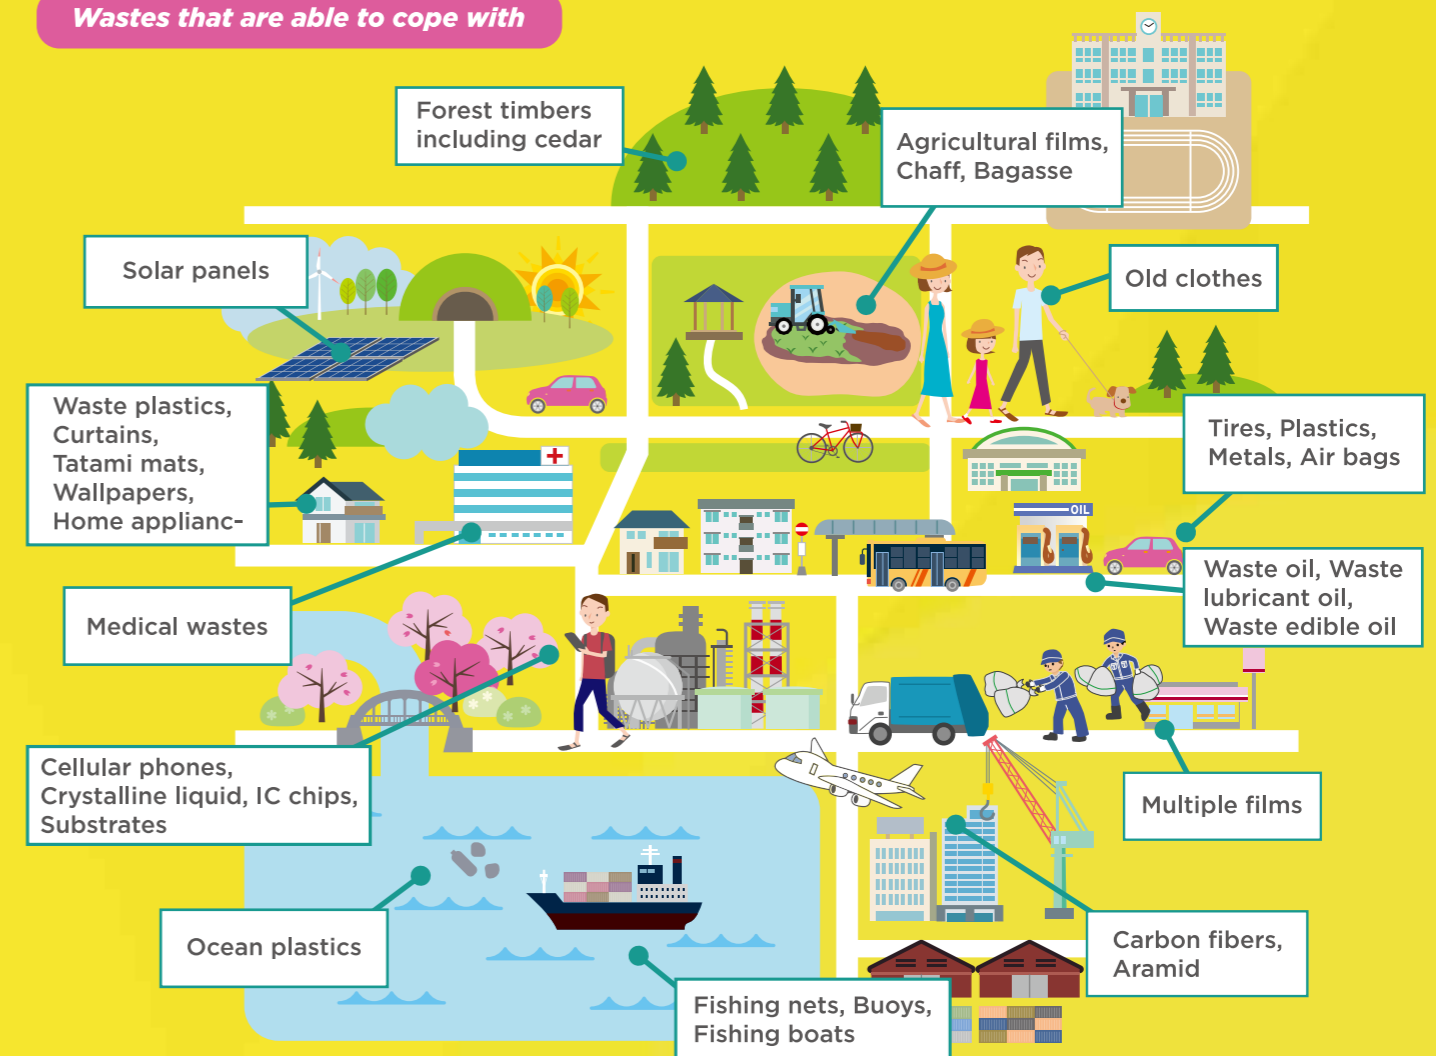 Wastes that are able to cope with
Forest timbers
including cedar
Agricultural films,
Chaff, Bagasse
Solar panels
Old clothes
Waste plastics,
Curtains,
Tatami mats,
Wallpapers,
Home applianc-
Tires, Plastics,
Metals, Air bags
OIL
Waste oil, Waste
lubricant oil,
Waste edible oil
Medical wastes
Cellular phones,
Crystalline liquid, IC chips,
Substrates
Multiple films
Ocean plastics
Carbon fibers,
Aramid
Fishing nets, Buoys,
Fishing boats